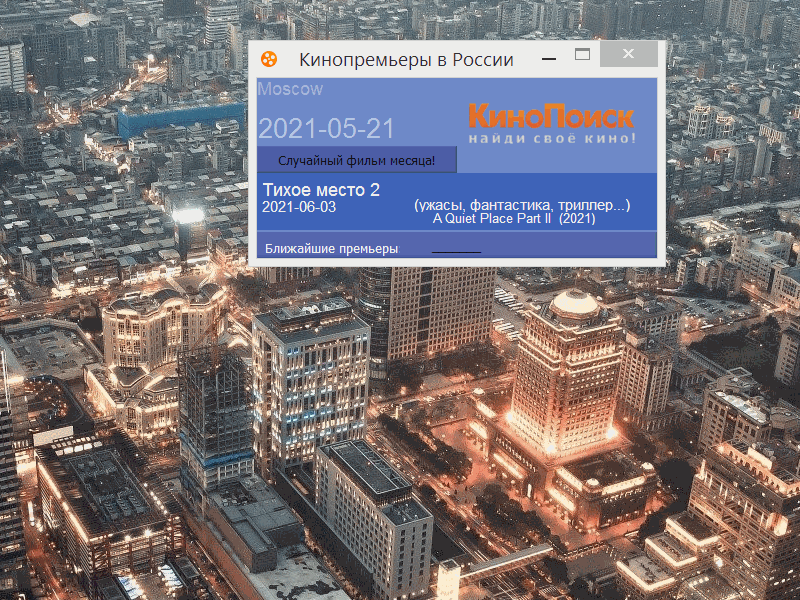 Кинопремьеры в России
Moscow
2021-05-21
КиноПоиск
найди своё кино!
Случайный фильм месяца!
Тихое место 2
2021-06-03
(ужасы, фантастика, триллер...)
A Quiet Place Part II (2021)
Ближайшие премьеры: